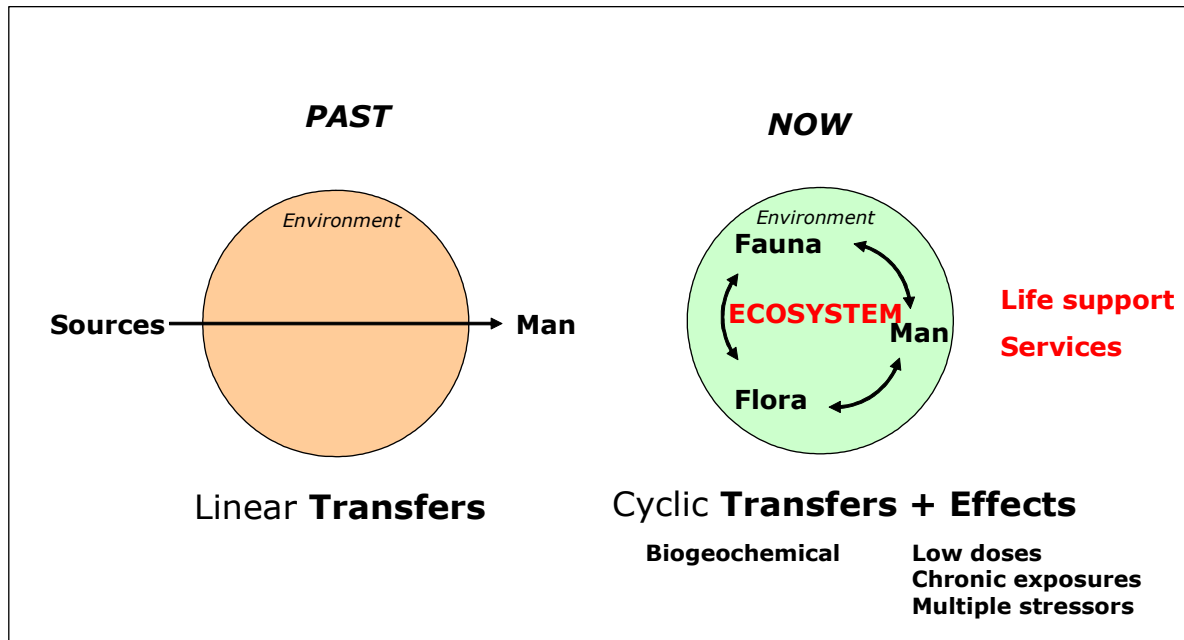 PAST
Environment
Sources
Man
Linear Transfers
NOW
Environment
Fauna
ECOSYSTEM
Man
Flora
Life support
Services
Cyclic Transfers + Effects
Biogeochemical
Low doses
Chronic exposures
Multiple stressors